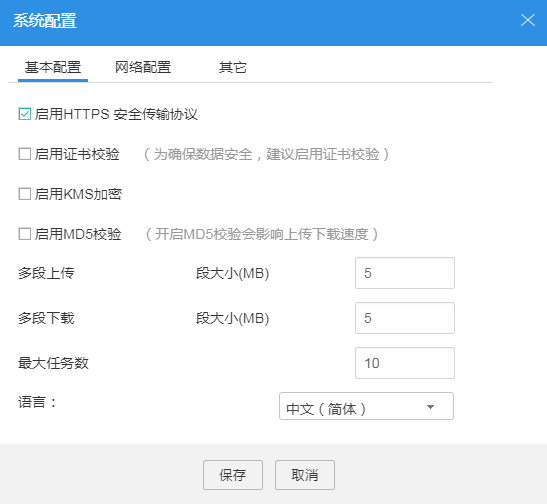 系统配置
基本配置 网络配置 其它
启用HTTPS 安全传输协议
启用证书校验 （为确保数据安全，建议启用证书校验）
启用KMS加密
启用MD5校验 （开启MD5校验会影响上传下载速度）
多段上传 段大小(MB) 5
多段下载 段大小(MB) 5
最大任务数 10
语言： 中文（简体）
保存 取消